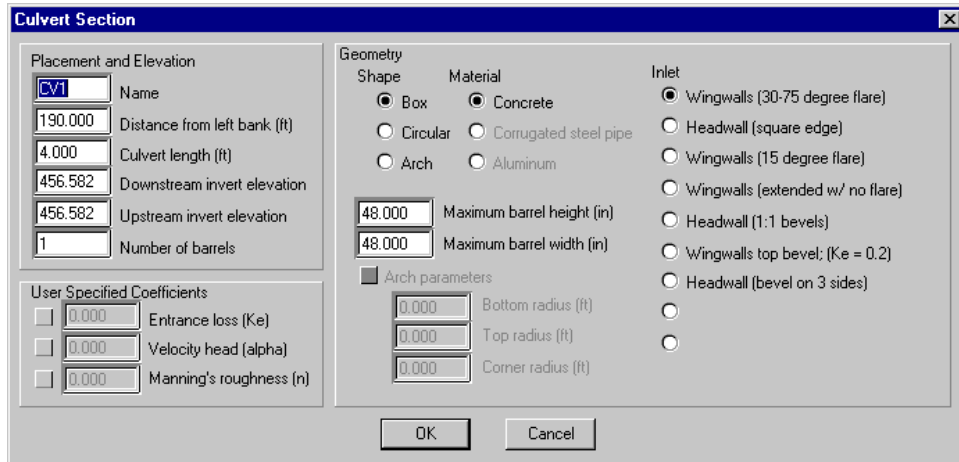 Culvert Section
Placement and Elevation
CV1 Name
190.000 Distance from left bank (ft)
4.000 Culvert length (ft)
456.582 Downstream invert elevation
456.582 Upstream invert elevation
1 Number of barrels
User Specified Coefficients
0.000 Entrance loss (Ke)
0.000 Velocity head (alpha)
0.000 Manning's roughness (n)
Geometry
Shape Material
Box Concrete
Circular Corrugated steel pipe
Arch Aluminum
48.000 Maximum barrel height (in)
48.000 Maximum barrel width (in)
Arch parameters
0.000 Bottom radius (ft)
0.000 Top radius (ft)
0.000 Corner radius (ft)
Inlet
Wingwalls (30-75 degree flare)
Headwall (square edge)
Wingwalls (15 degree flare)
Wingwalls (extended w/ no flare)
Headwall (1:1 bevels)
Wingwalls top bevel; (Ke = 0.2)
Headwall (bevel on 3 sides)
OK Cancel